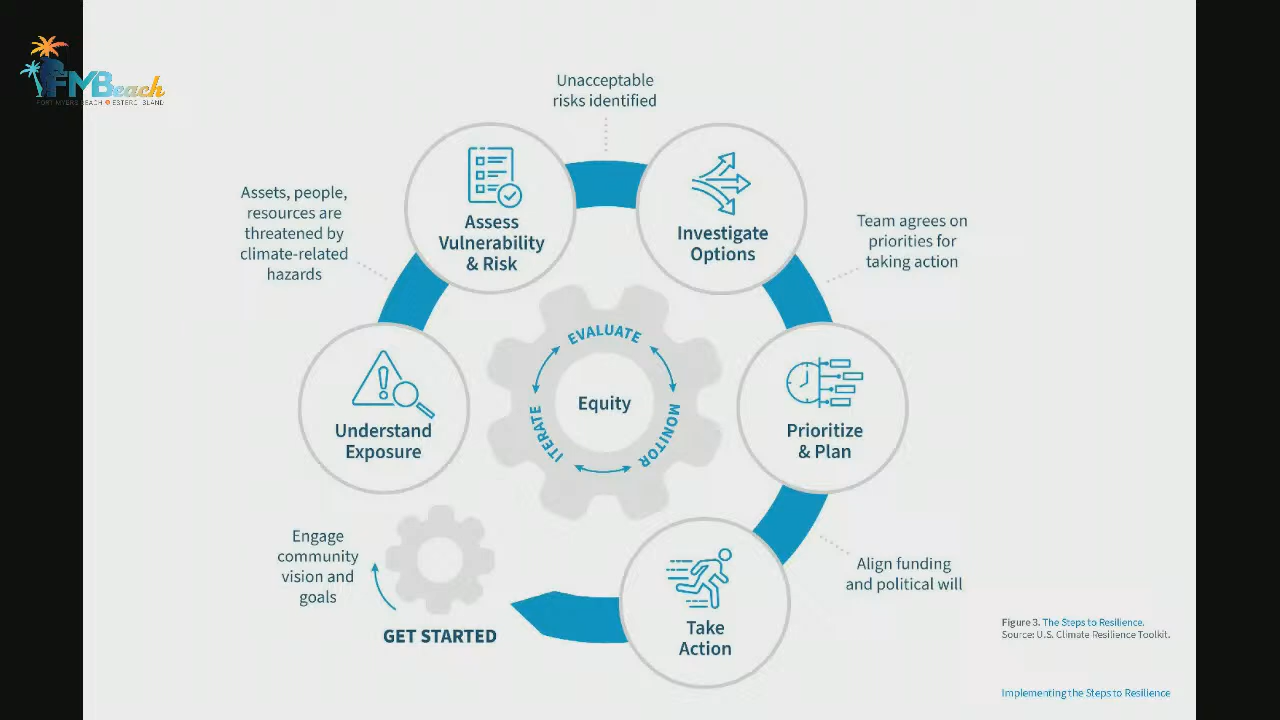 FMBeach
FORT MYERS BEACH ESTERO ISLAND
Unacceptable
risks identified
Assets, people,
resources are
threatened by
climate-related
hazards
Assess
Vulnerability
& Risk
Investigate
Options
Team agrees on
priorities for
taking action
EVALUATE
MONITOR
ITERATE
Equity
Understand
Exposure
Prioritize
& Plan
Engage
community
vision and
goals
GET STARTED
Take
Action
Align funding
and political will
Figure 3. The Steps to Resilience.
Source: U.S. Climate Resilience Toolkit.
Implementing the Steps to Resilience